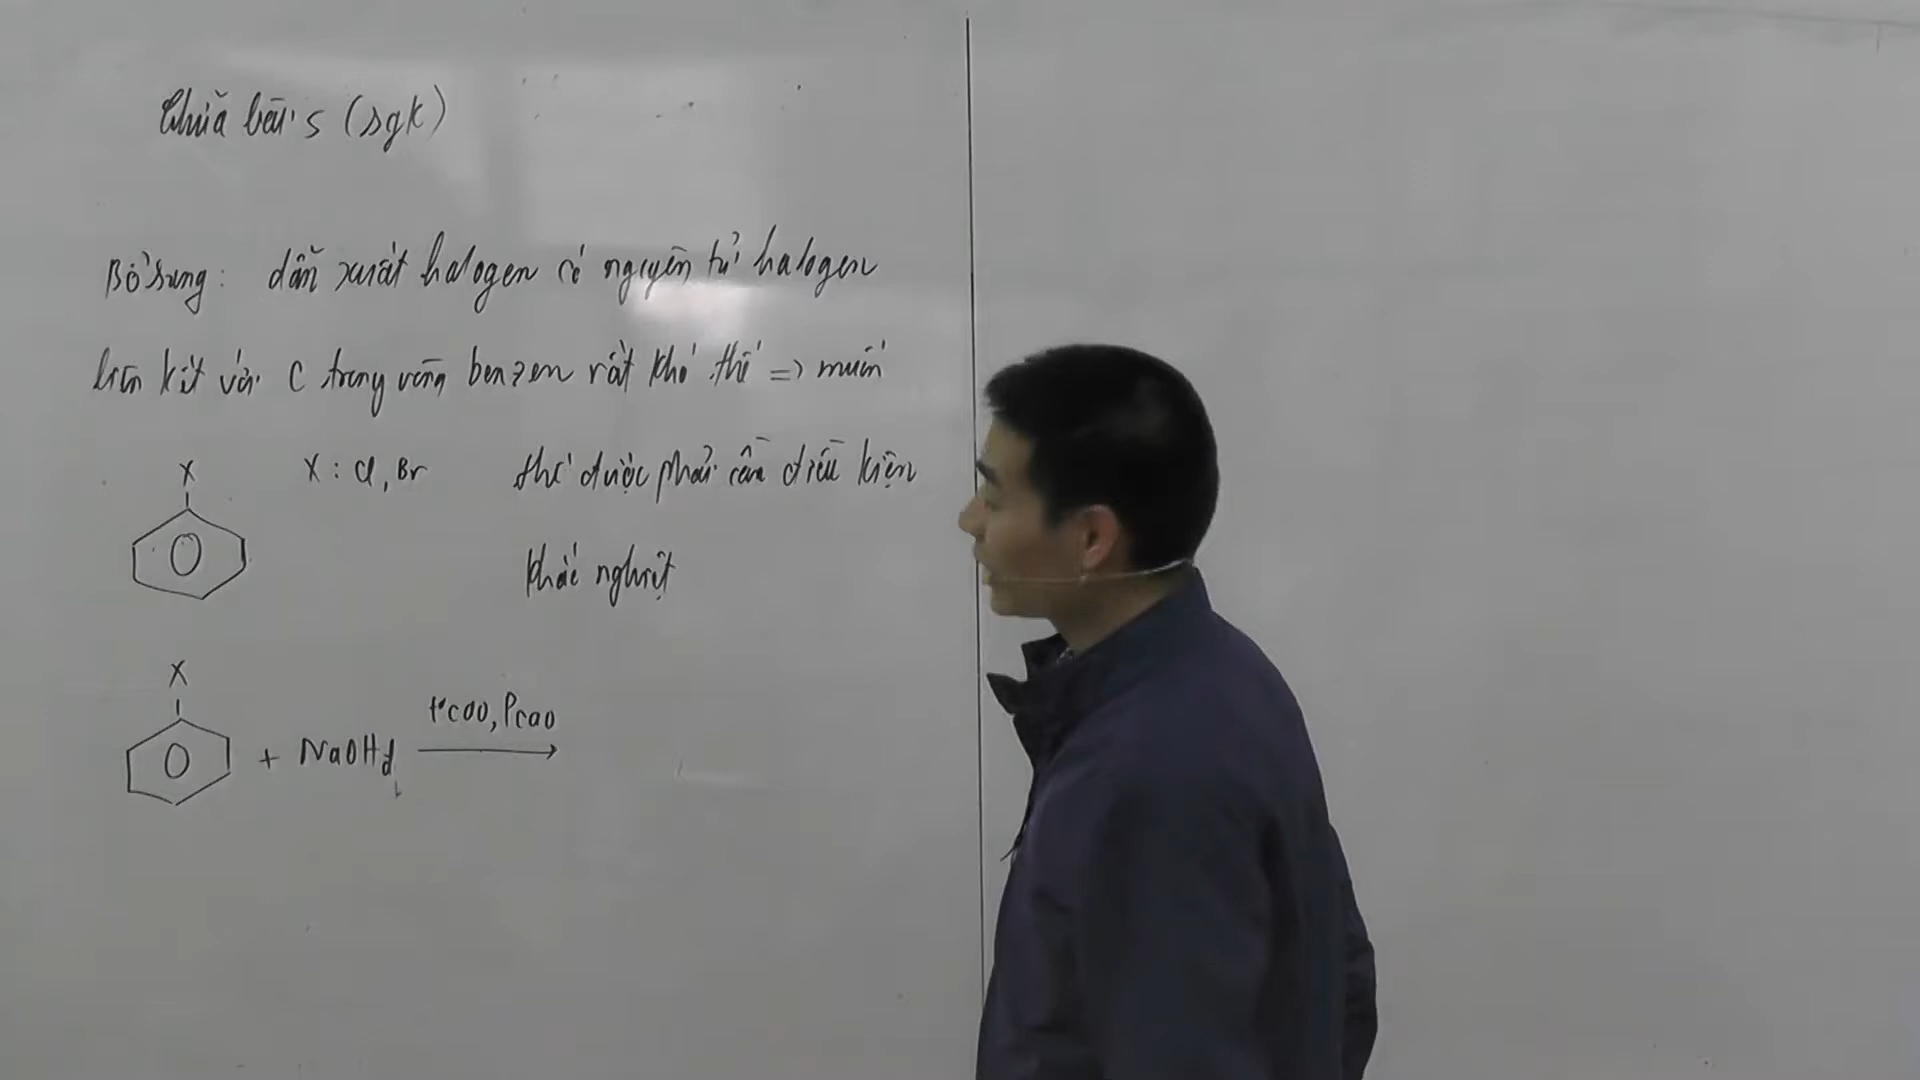 Chữa bài 5 (sgk)
Bổ sung: dẫn xuất halogen có nguyên tử halogen
liên kết với C trong vòng benzen rất khó thế => muốn
X
X : Cl, Br thế được phải cần điều kiện
khắc nghiệt
X
t°cao, Pcao
+ NaOHđ